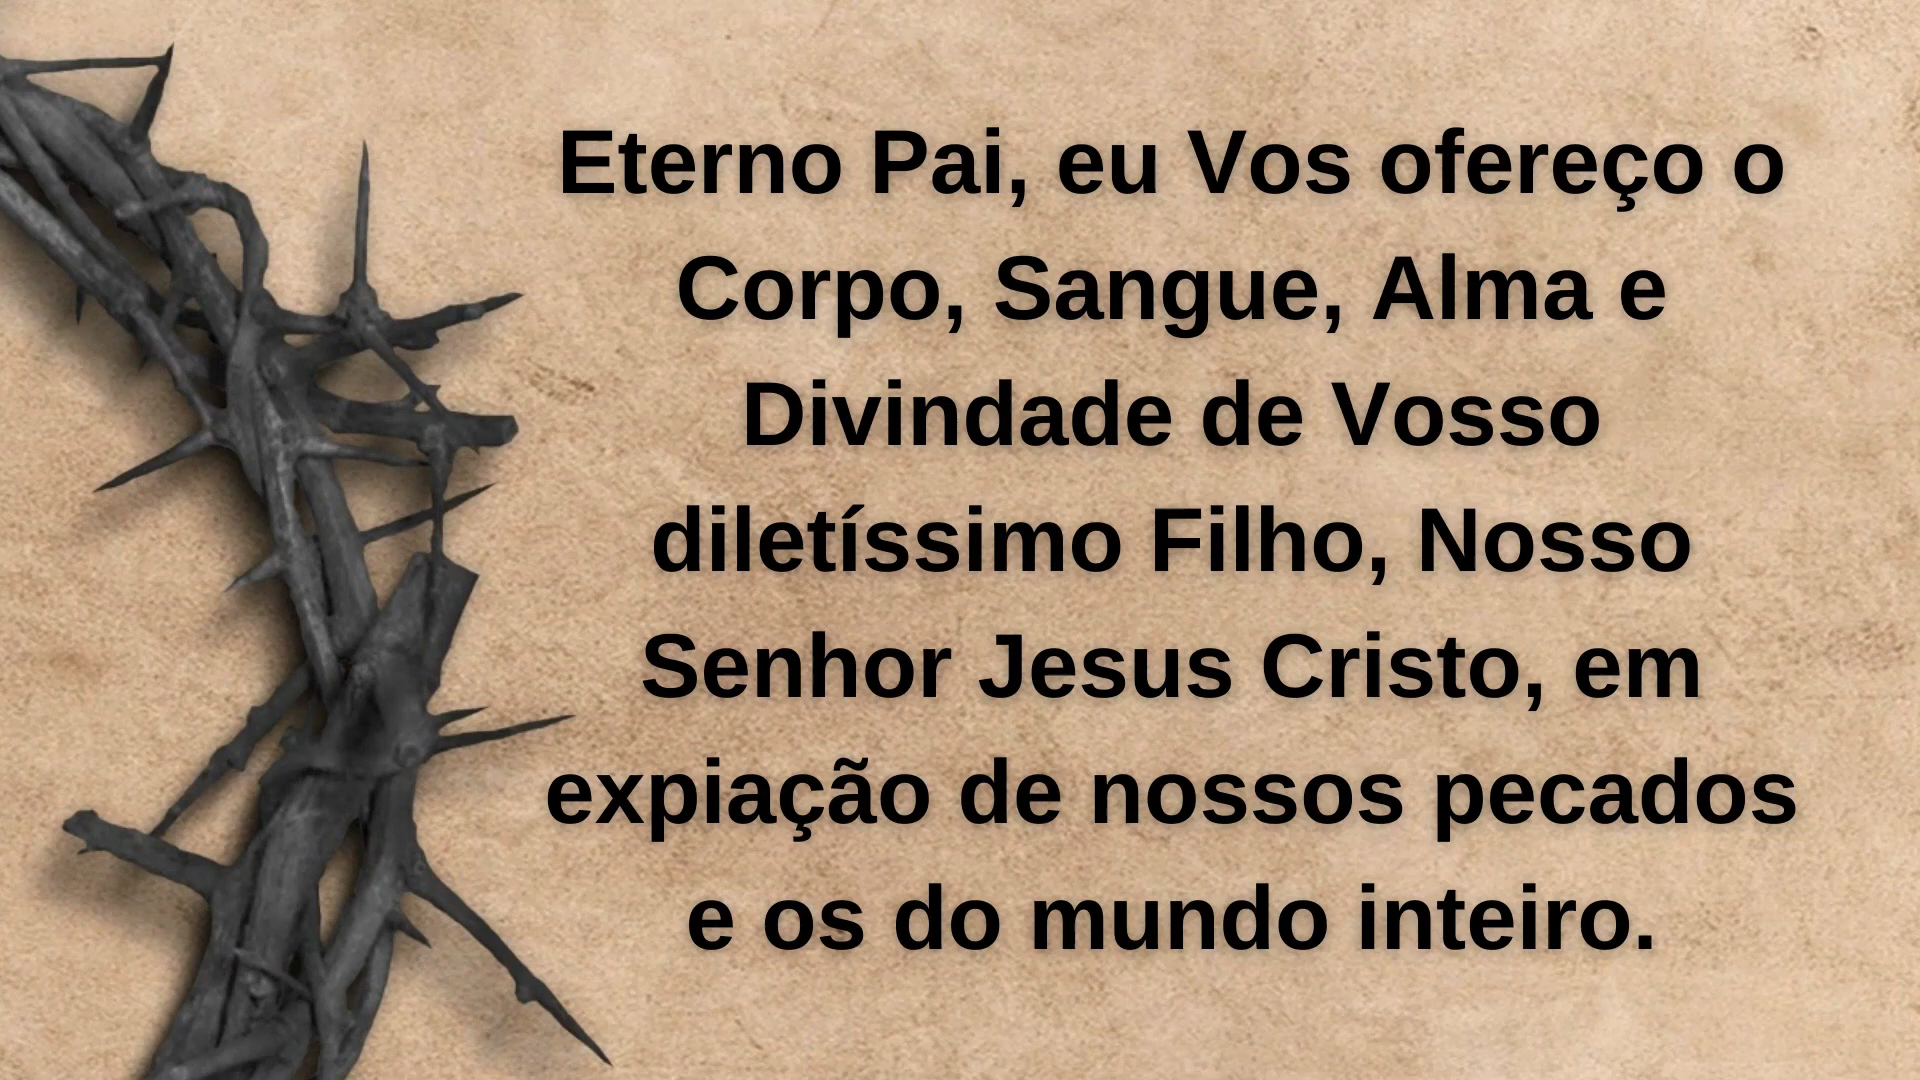 Eterno Pai, eu Vos ofereço o
Corpo, Sangue, Alma e
Divindade de Vosso
diletíssimo Filho, Nosso
Senhor Jesus Cristo, em
expiação de nossos pecados
e os do mundo inteiro.